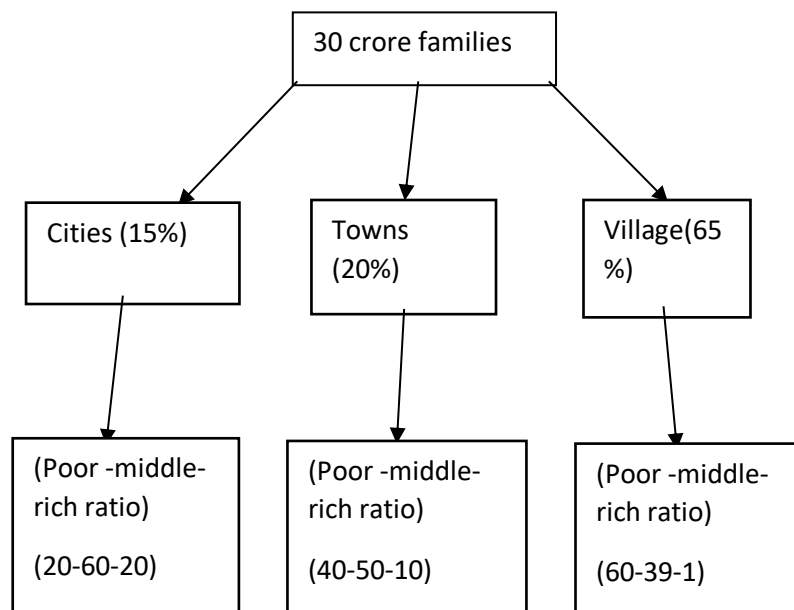 30 crore families
Cities (15%)
Towns
(20%)
Village(65
%)
(Poor -middle-
rich ratio)
(20-60-20)
(Poor -middle-
rich ratio)
(40-50-10)
(Poor -middle-
rich ratio)
(60-39-1)